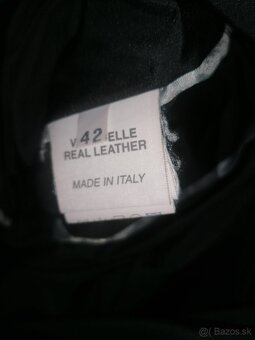 V 42 ELLE
REAL LEATHER
MADE IN ITALY
Bazos.sk